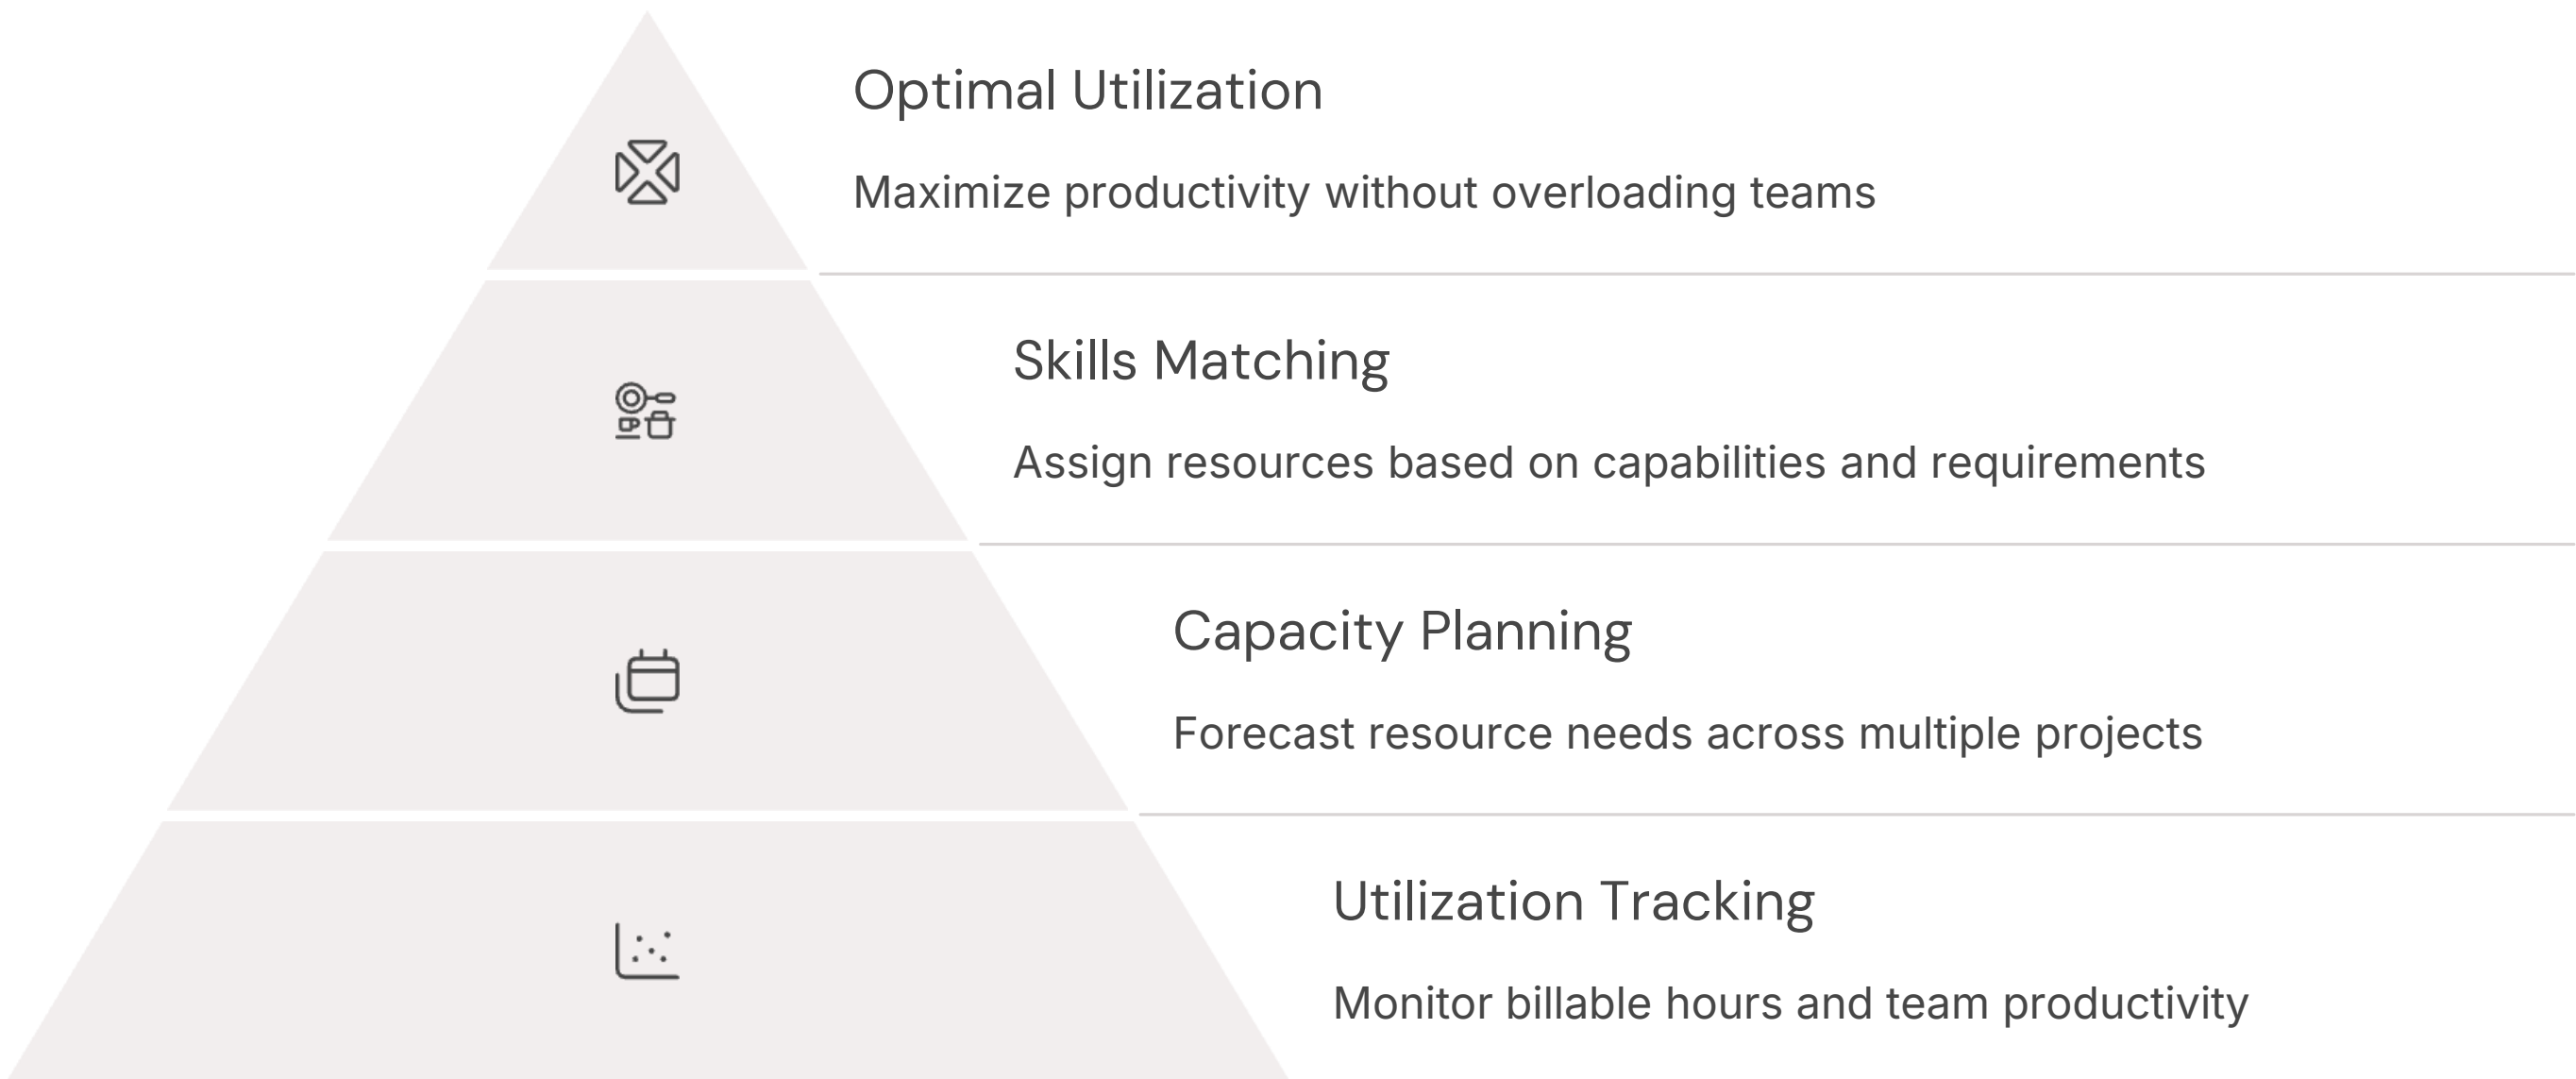 Optimal Utilization
Maximize productivity without overloading teams
Skills Matching
Assign resources based on capabilities and requirements
Capacity Planning
Forecast resource needs across multiple projects
Utilization Tracking
Monitor billable hours and team productivity